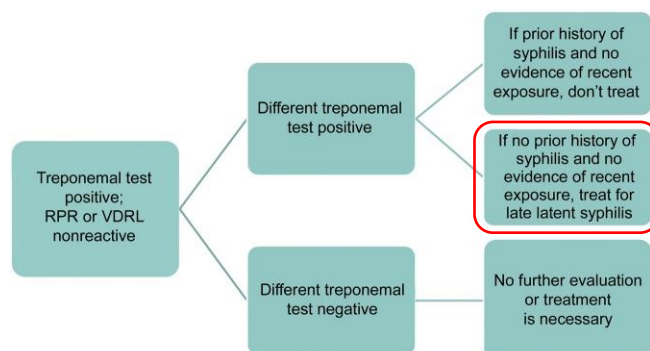 If prior history of
syphilis and no
evidence of recent
exposure, don't treat
Different treponemal
test positive
If no prior history of
syphilis and no
evidence of recent
exposure, treat for
late latent syphilis
Treponemal test
positive;
RPR or VDRL
nonreactive
Different treponemal
test negative
No further evaluation
or treatment
is necessary